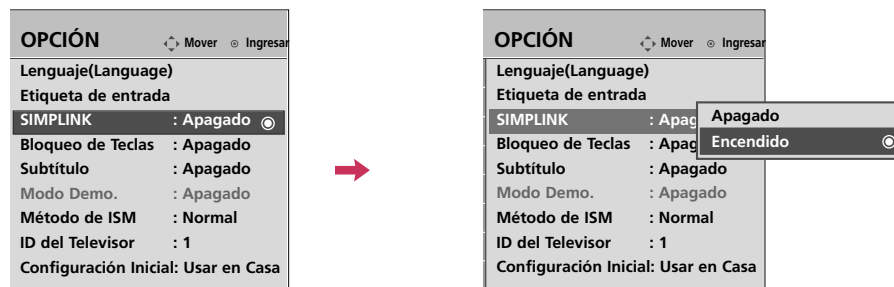 OPCIÓN Mover Ingresar
Lenguaje(Language)
Etiqueta de entrada
SIMPLINK : Apagado
Bloqueo de Teclas : Apagado
Subtítulo : Apagado
Modo Demo. : Apagado
Método de ISM : Normal
ID del Televisor : 1
Configuración Inicial: Usar en Casa
OPCIÓN Mover Ingresar
Lenguaje(Language)
Etiqueta de entrada
SIMPLINK : Apag
Bloqueo de Teclas : Apag
Subtítulo : Apagado
Modo Demo. : Apagado
Método de ISM : Normal
ID del Televisor : 1
Configuración Inicial: Usar en Casa
Apagado
Encendido